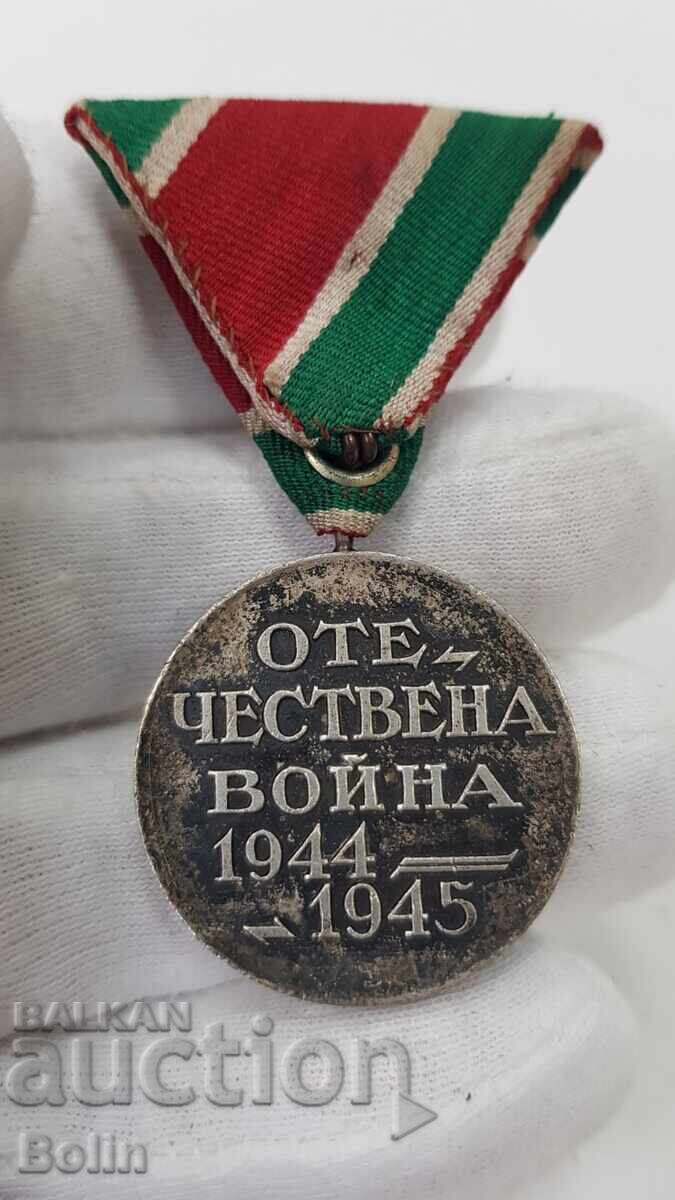 ОТЕ-
ЧЕСТВЕНА
ВОЙНА
1944—
-1945
BALKAN
auction
Bolin